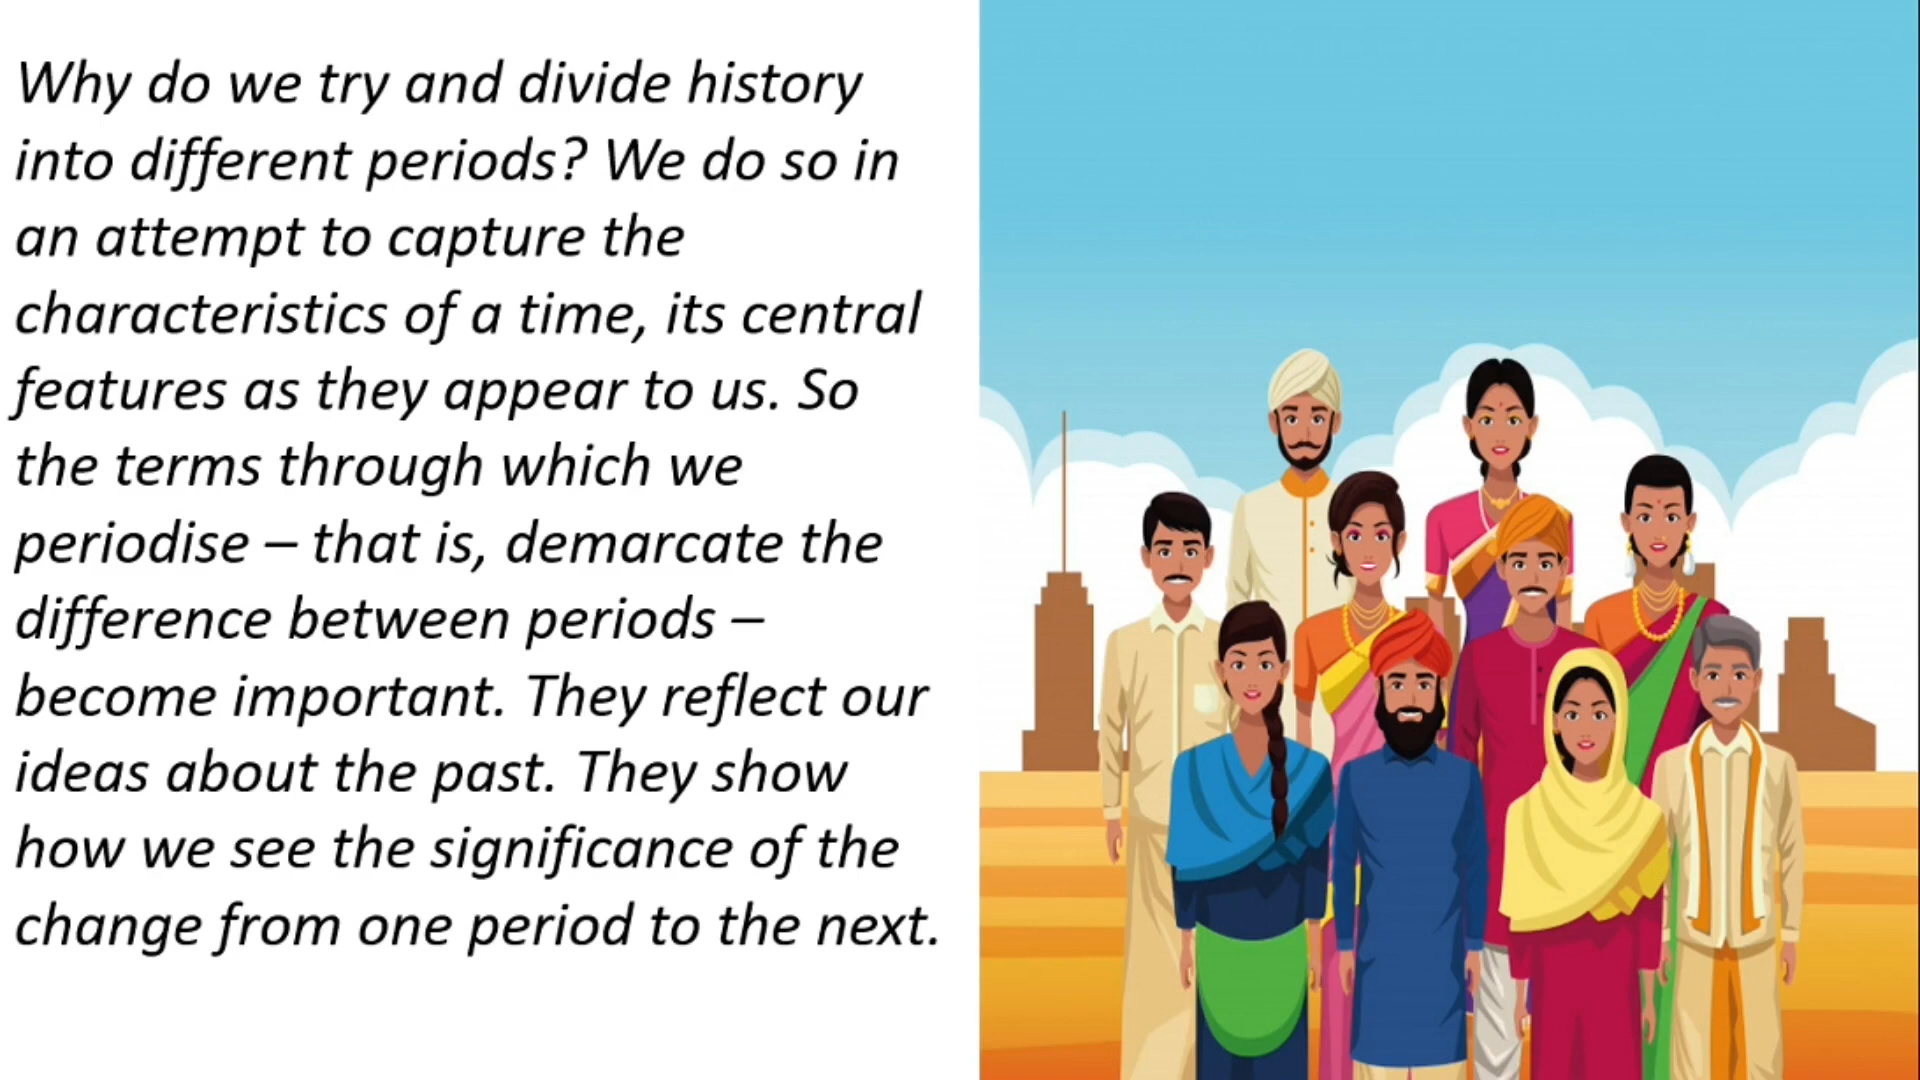 Why do we try and divide history
into different periods? We do so in
an attempt to capture the
characteristics of a time, its central
features as they appear to us. So
the terms through which we
periodise – that is, demarcate the
difference between periods –
become important. They reflect our
ideas about the past. They show
how we see the significance of the
change from one period to the next.